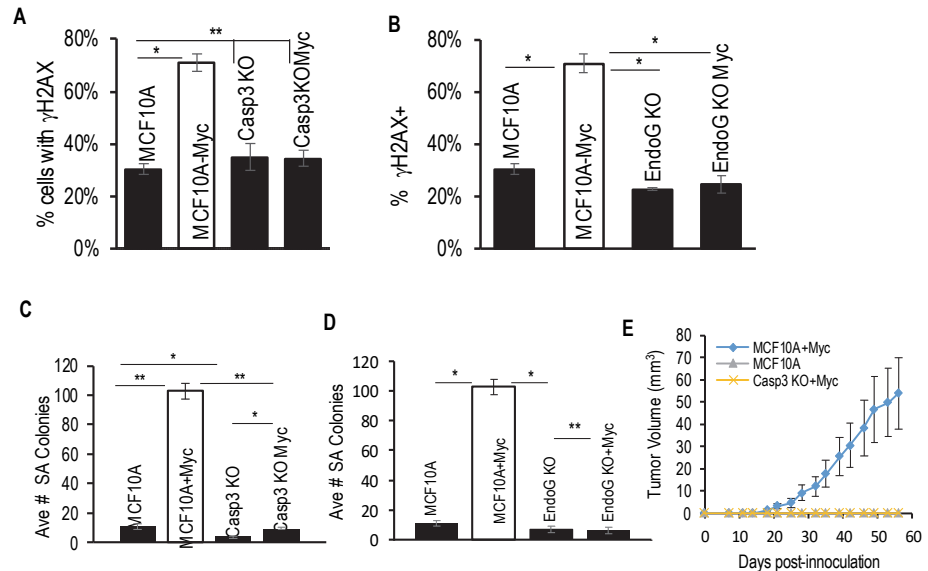 A
% cells with γH2AX
80%
60%
40%
20%
0%
*
**
MCF10A
MCF10A-Myc
Casp3 KO
Casp3KOMyc
B
% γH2AX+
80%
60%
40%
20%
0%
*
*
*
MCF10A
MCF10A-Myc
EndoG KO
EndoG KO Myc
C
Ave # SA Colonies
120
100
80
60
40
20
0
*
**
**
*
MCF10A
MCF10A+Myc
Casp3 KO
Casp3 KO Myc
D
Ave # SA Colonies
120
100
80
60
40
20
0
*
*
**
MCF10A
MCF10A+Myc
EndoG KO
EndoG KO+Myc
E
Tumor Volume (mm³)
80
70
60
50
40
30
20
10
0
MCF10A+Myc
MCF10A
Casp3 KO+Myc
0 10 20 30 40 50 60
Days post-innoculation